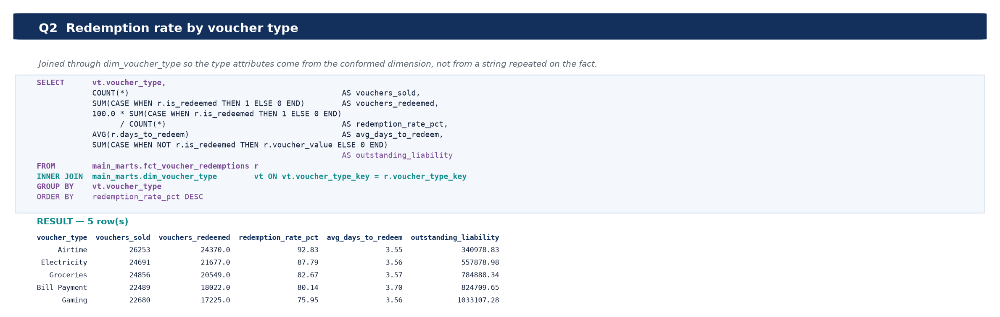 Q2  Redemption rate by voucher type
Joined through dim_voucher_type so the type attributes come from the conformed dimension, not from a string repeated on the fact.
SELECT      vt.voucher_type,
            COUNT(*)                                              AS vouchers_sold,
            SUM(CASE WHEN r.is_redeemed THEN 1 ELSE 0 END)        AS vouchers_redeemed,
            100.0 * SUM(CASE WHEN r.is_redeemed THEN 1 ELSE 0 END)
                  / COUNT(*)                                      AS redemption_rate_pct,
            AVG(r.days_to_redeem)                                 AS avg_days_to_redeem,
            SUM(CASE WHEN NOT r.is_redeemed THEN r.voucher_value ELSE 0 END)
                                                                  AS outstanding_liability
FROM        main_marts.fct_voucher_redemptions r
INNER JOIN  main_marts.dim_voucher_type        vt ON vt.voucher_type_key = r.voucher_type_key
GROUP BY    vt.voucher_type
ORDER BY    redemption_rate_pct DESC
RESULT — 5 row(s)
voucher_type  vouchers_sold  vouchers_redeemed  redemption_rate_pct  avg_days_to_redeem  outstanding_liability
     Airtime          26253            24370.0                92.83                3.55              340978.83
 Electricity          24691            21677.0                87.79                3.56              557878.98
   Groceries          24856            20549.0                82.67                3.57              784888.34
Bill Payment          22489            18022.0                80.14                3.70              824709.65
      Gaming          22680            17225.0                75.95                3.56             1033107.28